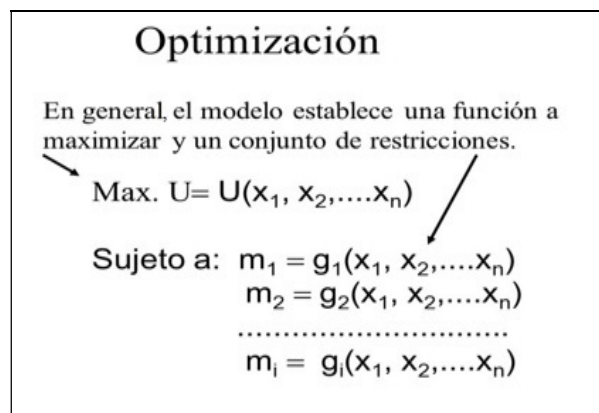 Optimización
En general, el modelo establece una función a
maximizar y un conjunto de restricciones.
Max. U= U(x₁, x₂,....xₙ)
Sujeto a: m₁ = g₁(x₁, x₂,....xₙ)
m₂ = g₂(x₁, x₂,....xₙ)
..............................
mᵢ = gᵢ(x₁, x₂,....xₙ)